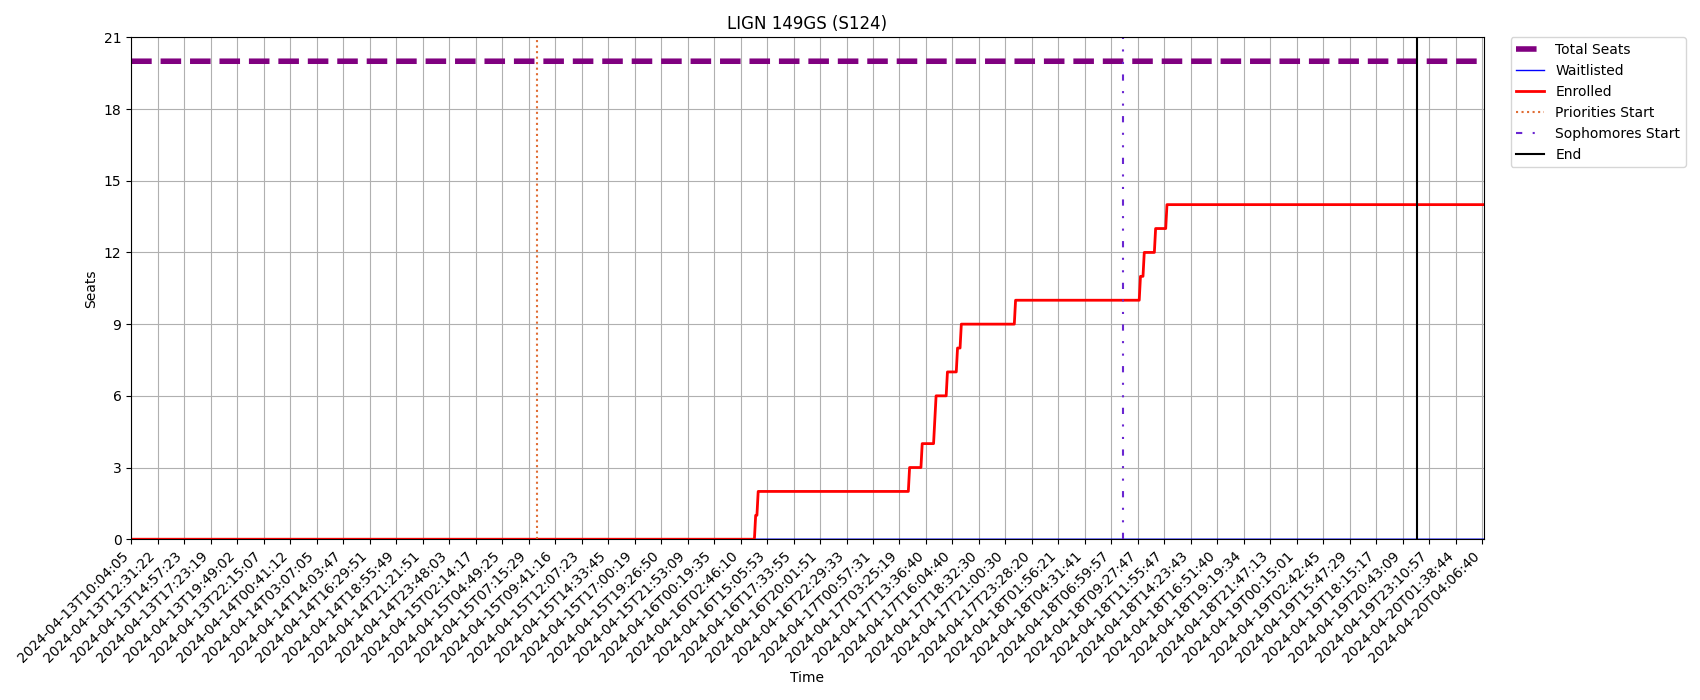 LIGN 149GS (S124)
21
18
15
12
9
6
3
0
Seats
Total Seats
Waitlisted
Enrolled
Priorities Start
Sophomores Start
End
2024-04-13T10:04:05
2024-04-13T12:31:22
2024-04-13T14:57:23
2024-04-13T17:23:19
2024-04-13T19:49:02
2024-04-13T22:15:07
2024-04-14T00:41:12
2024-04-14T03:07:05
2024-04-14T14:03:47
2024-04-14T16:29:51
2024-04-14T18:55:49
2024-04-14T21:21:51
2024-04-14T23:48:03
2024-04-15T02:14:17
2024-04-15T04:49:25
2024-04-15T07:15:29
2024-04-15T09:41:16
2024-04-15T12:07:23
2024-04-15T14:33:45
2024-04-15T17:00:19
2024-04-15T19:26:50
2024-04-15T21:53:09
2024-04-16T00:19:35
2024-04-16T02:46:10
2024-04-16T15:05:53
2024-04-16T17:33:55
2024-04-16T20:01:51
2024-04-16T22:29:33
2024-04-17T00:57:31
2024-04-17T03:25:19
2024-04-17T13:36:40
2024-04-17T16:04:40
2024-04-17T18:32:30
2024-04-17T21:00:30
2024-04-17T23:28:20
2024-04-18T01:56:21
2024-04-18T04:31:41
2024-04-18T06:59:57
2024-04-18T09:27:47
2024-04-18T11:55:47
2024-04-18T14:23:43
2024-04-18T16:51:40
2024-04-18T19:19:34
2024-04-18T21:47:13
2024-04-19T00:15:01
2024-04-19T02:42:45
2024-04-19T15:47:29
2024-04-19T18:15:17
2024-04-19T20:43:09
2024-04-19T23:10:57
2024-04-20T01:38:44
2024-04-20T04:06:40
Time